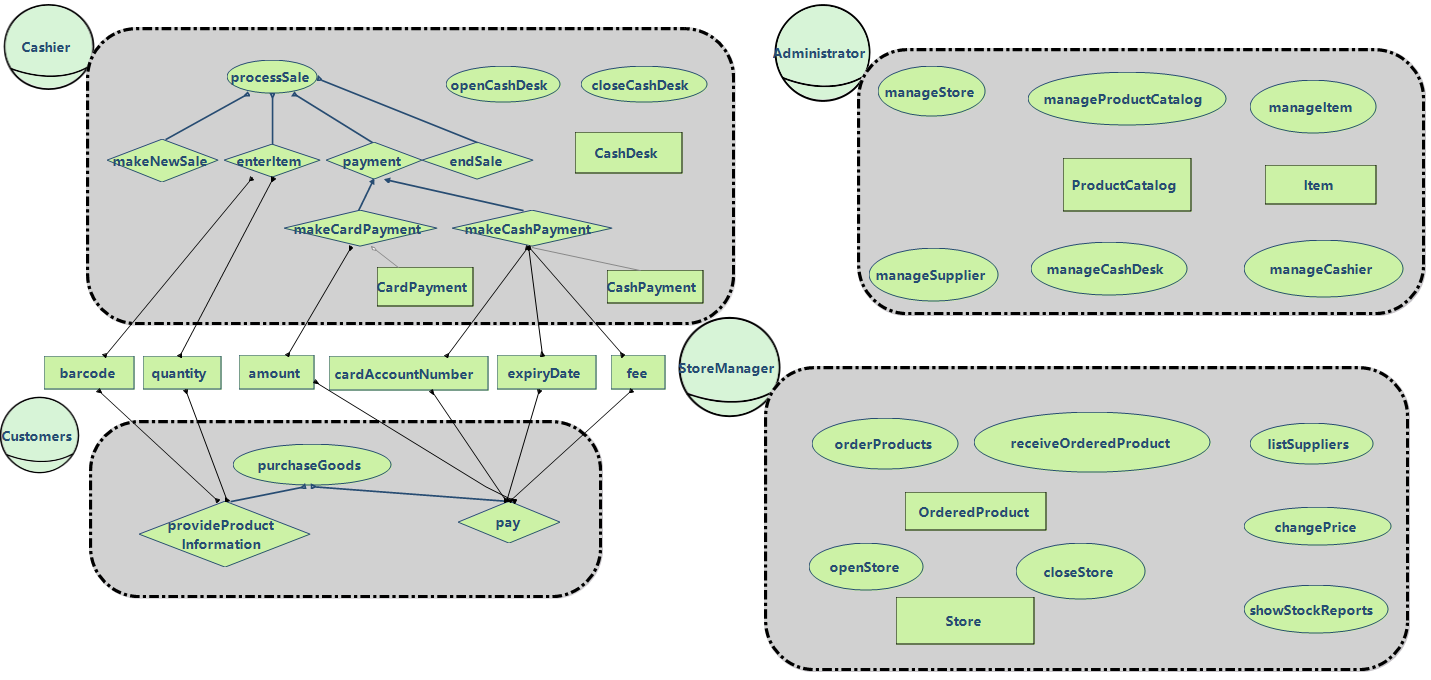 Cashier
processSale
openCashDesk
closeCashDesk
makeNewSale
enterItem
payment
endSale
CashDesk
makeCardPayment
makeCashPayment
CardPayment
CashPayment
Administrator
manageStore
manageProductCatalog
manageItem
ProductCatalog
Item
manageSupplier
manageCashDesk
manageCashier
barcode
quantity
amount
cardAccountNumber
expiryDate
fee
Customers
purchaseGoods
provideProduct
Information
pay
StoreManager
orderProducts
receiveOrderedProduct
listSuppliers
OrderedProduct
changePrice
openStore
closeStore
Store
showStockReports